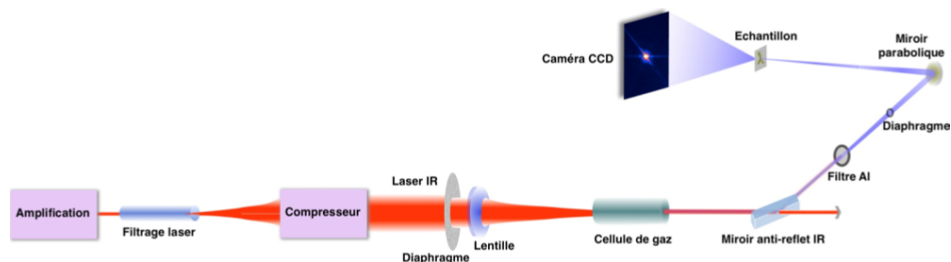 Echantillon
Miroir
parabolique
Caméra CCD
Diaphragme
Filtre Al
Laser IR
Amplification
Compresseur
Filtrage laser
Lentille
Diaphragme
Cellule de gaz
Miroir anti-reflet IR